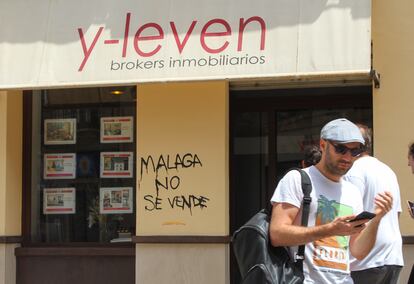 y-leven
brokers inmobiliarios
MALAGA
NO
SE VENDE